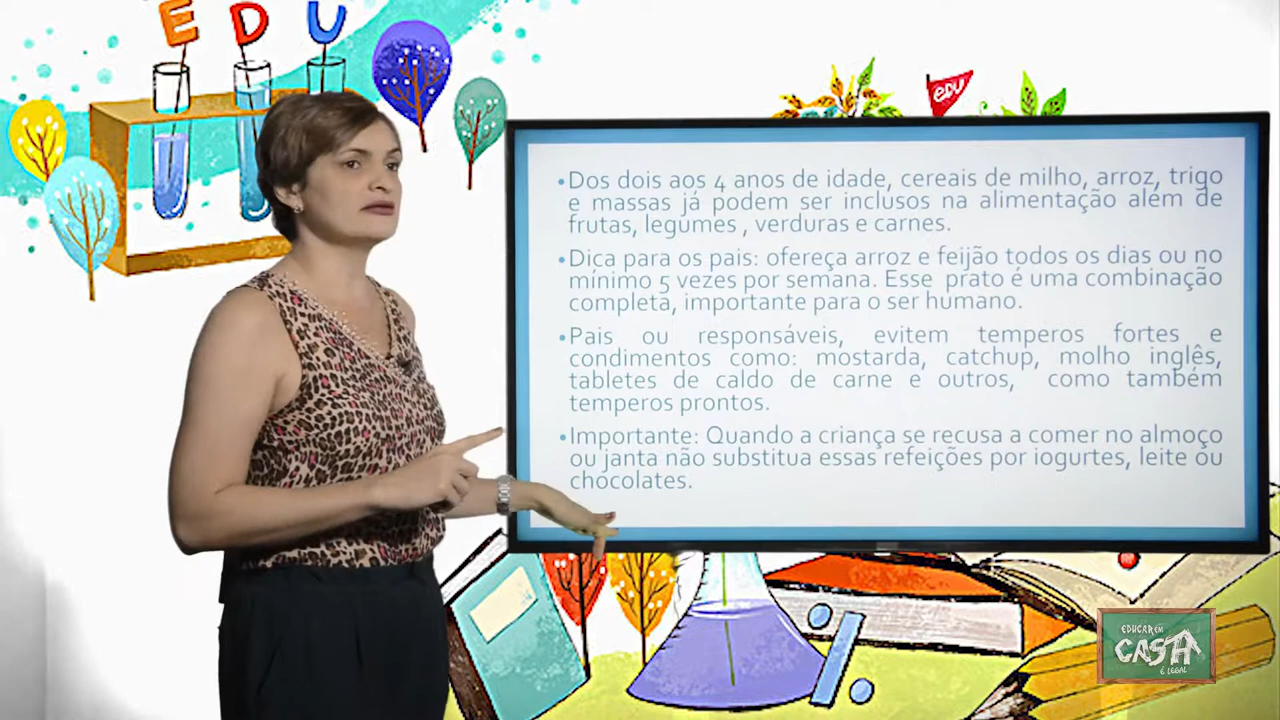 EDU
EDU
•Dos dois aos 4 anos de idade, cereais de milho, arroz, trigo
e massas já podem ser inclusos na alimentação além de
frutas, legumes , verduras e carnes.
•Dica para os pais: ofereça arroz e feijão todos os dias ou no
mínimo 5 vezes por semana. Esse prato é uma combinação
completa, importante para o ser humano.
•Pais ou responsáveis, evitem temperos fortes e
condimentos como: mostarda, catchup, molho inglês,
tabletes de caldo de carne e outros, como também
temperos prontos.
•Importante: Quando a criança se recusa a comer no almoço
ou janta não substitua essas refeições por iogurtes, leite ou
chocolates.
EDUCAR EM
CASA
É LEGAL